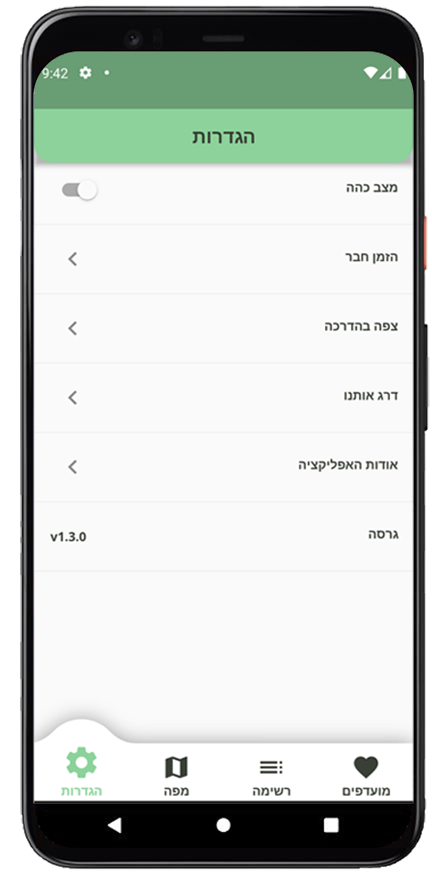 9:42
הגדרות
מצב כהה
הזמן חבר
צפה בהדרכה
דרג אותנו
אודות האפליקציה
גרסה v1.3.0
מועדפים רשימה מפה הגדרות